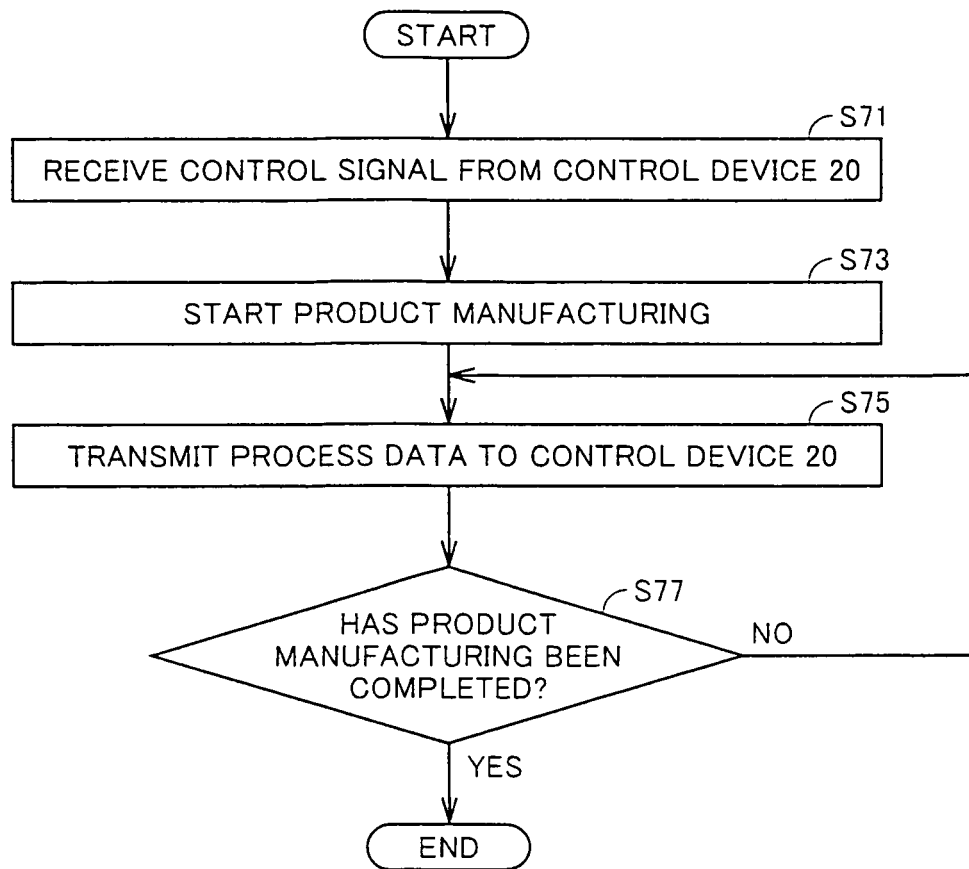 START
S71
RECEIVE CONTROL SIGNAL FROM CONTROL DEVICE 20
S73
START PRODUCT MANUFACTURING
S75
TRANSMIT PROCESS DATA TO CONTROL DEVICE 20
S77
HAS PRODUCT
MANUFACTURING BEEN
COMPLETED?
NO
YES
END